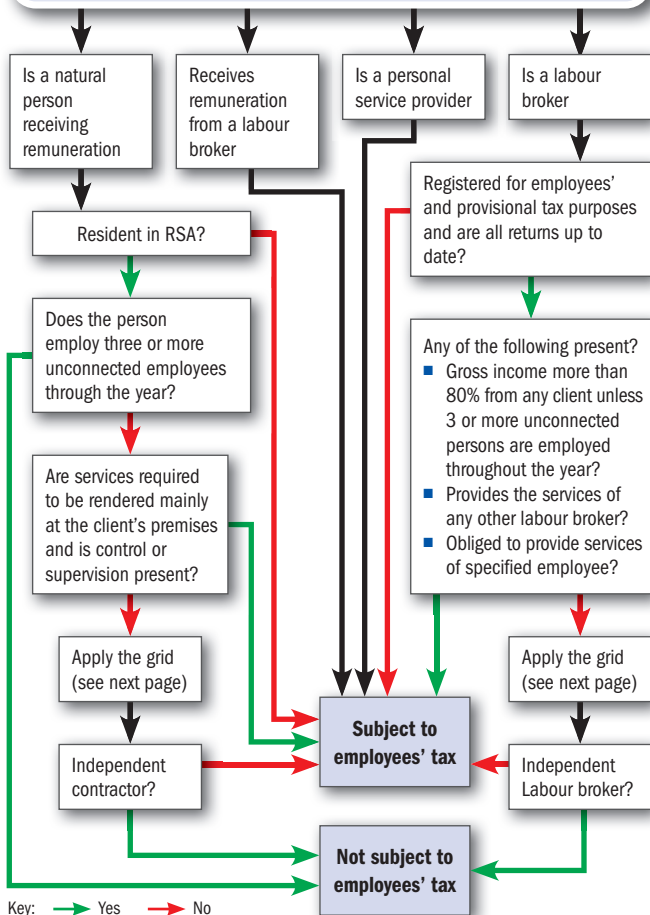 Is a natural
person
receiving
remuneration
Receives
remuneration
from a labour
broker
Is a personal
service provider
Is a labour
broker
Resident in RSA?
Registered for employees'
and provisional tax purposes
and are all returns up to
date?
Does the person
employ three or more
unconnected employees
through the year?
Any of the following present?
■ Gross income more than
80% from any client unless
3 or more unconnected
persons are employed
throughout the year?
■ Provides the services of
any other labour broker?
■ Obliged to provide services
of specified employee?
Are services required
to be rendered mainly
at the client's premises
and is control or
supervision present?
Apply the grid
(see next page)
Apply the grid
(see next page)
Subject to
employees' tax
Independent
contractor?
Independent
Labour broker?
Not subject to
employees' tax
Key: Yes No